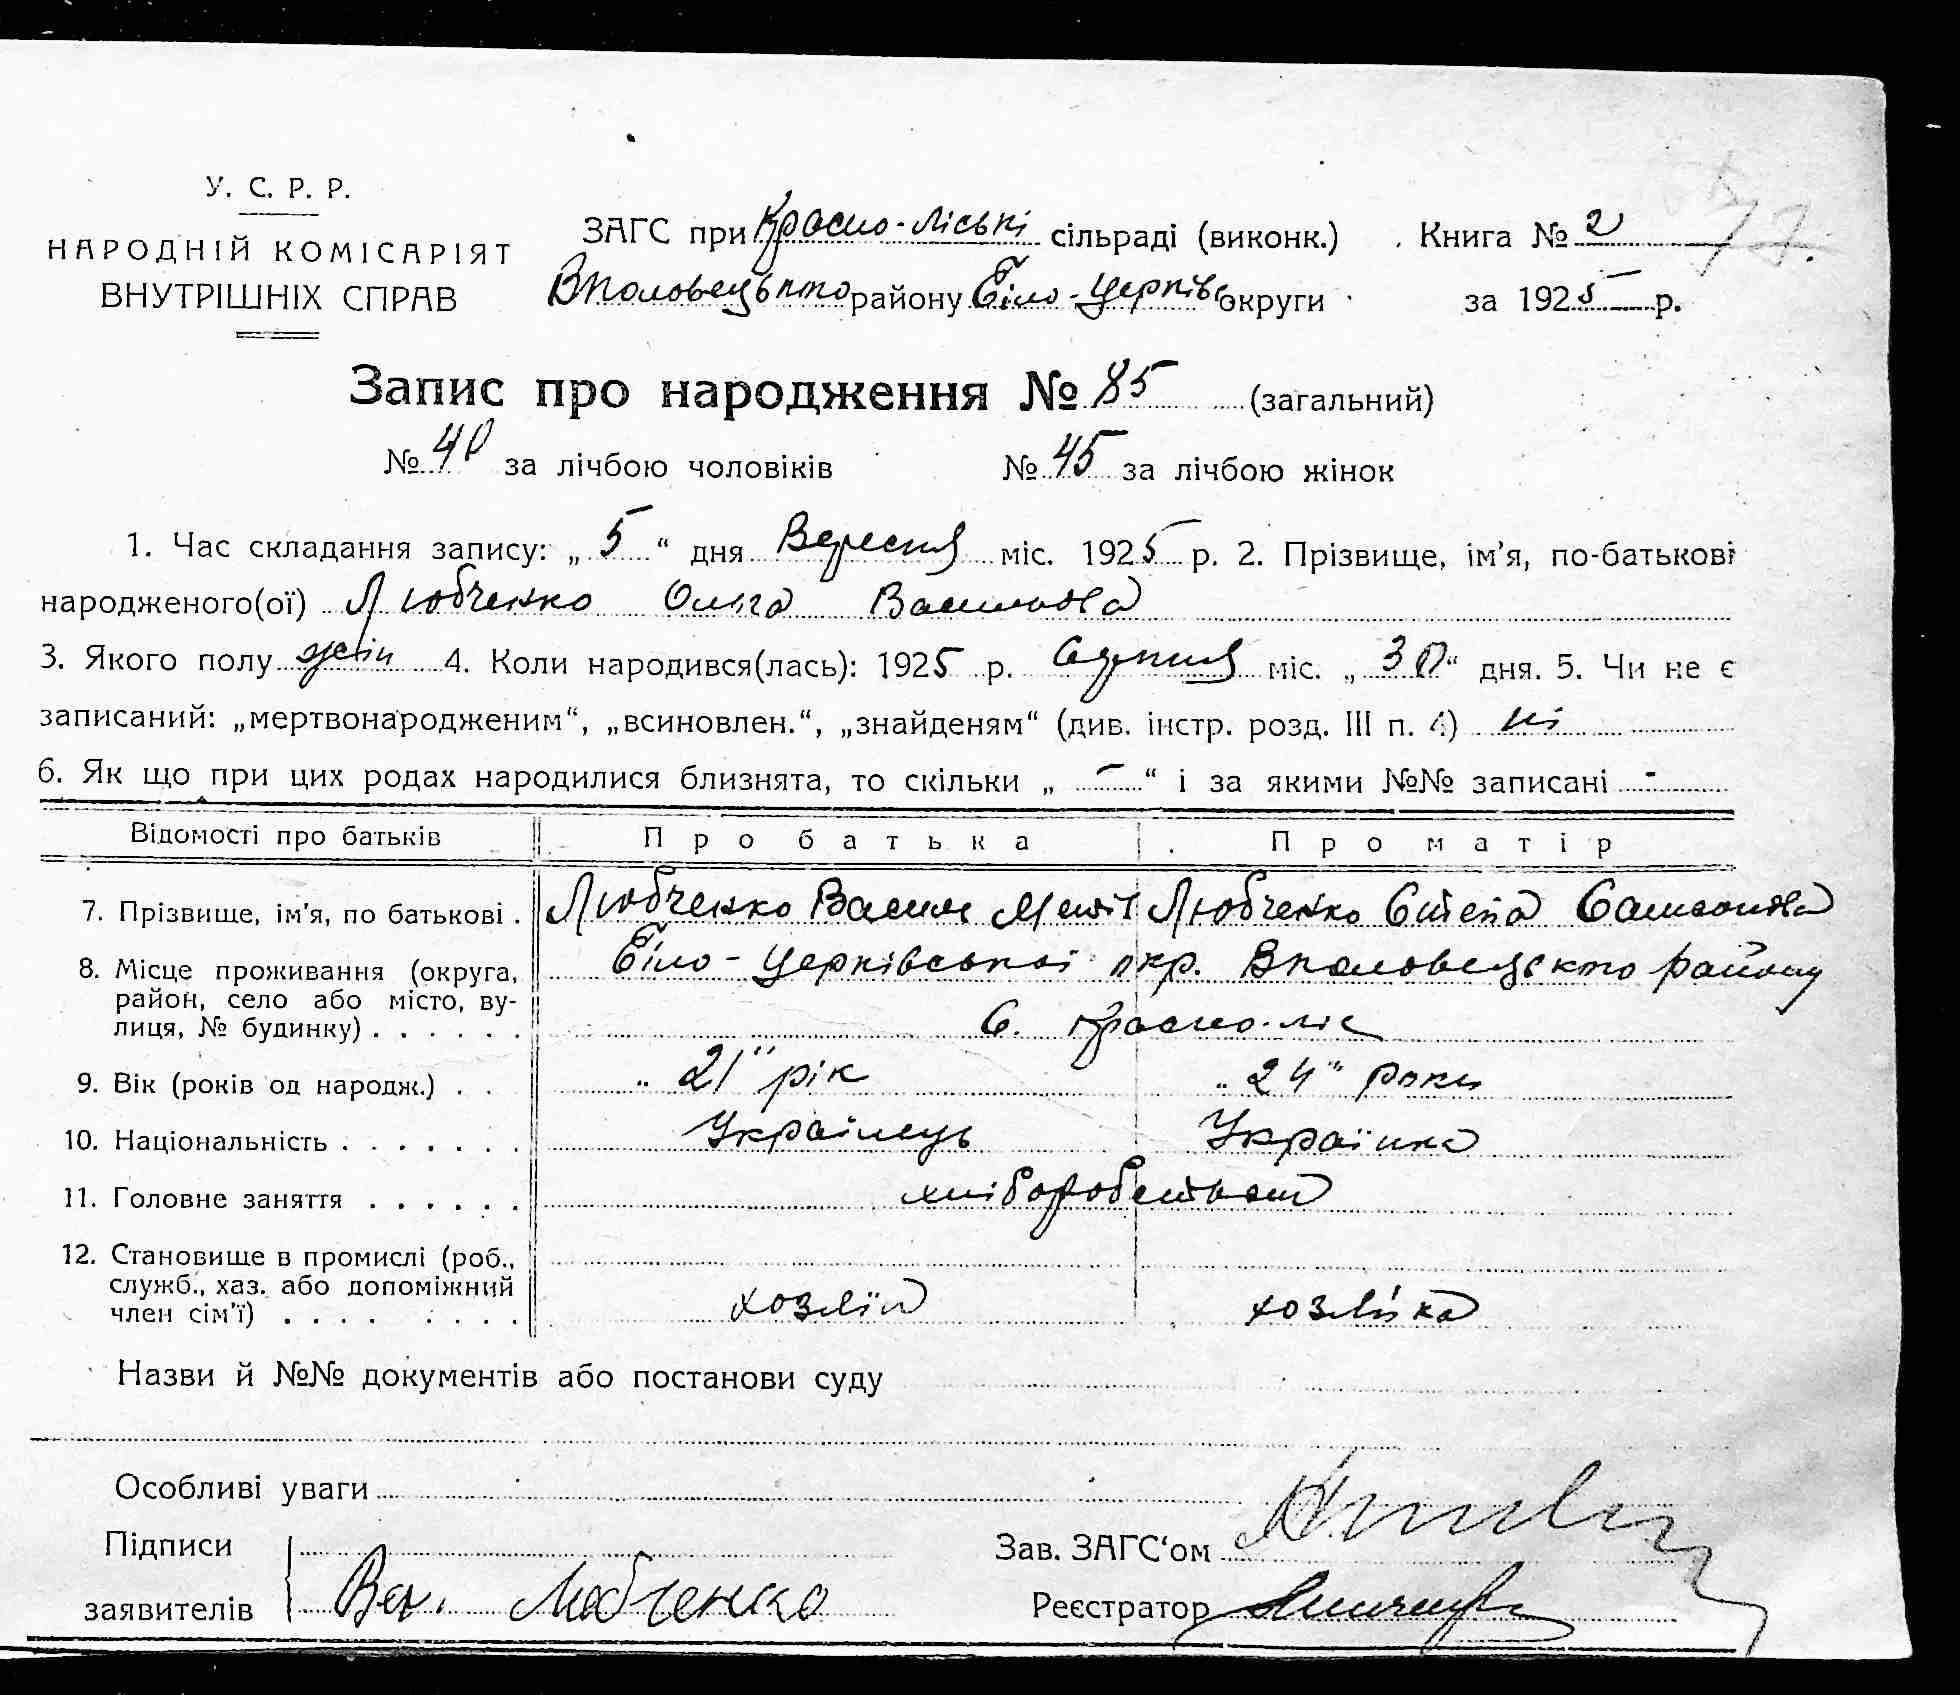 У. С. Р. Р.
НАРОДНІЙ КОМІСАРІЯТ
ВНУТРІШНІХ СПРАВ
ЗАГС при Красно-ліські сільраді (виконк.) Книга № 2 77.
В половецького району Біло-Церківс округи за 1925 р.
Запис про народження № 85 (загальний)
№ 40 за лічбою чоловіків № 45 за лічбою жінок
1. Час складання запису: „5“ дня Вересня міс. 1925 р. 2. Прізвище, ім'я, по-батькові
народженого(ої) Любченко Ольга Васильова
3. Якого полу жін 4. Коли народився(лась): 1925 р. Серпня міс. „30“ дня. 5. Чи не є
записаний: „мертвонародженим“, „всиновлен.“, „знайденям“ (див. інстр. розд. III п. 4) ні
6. Як що при цих родах народилися близнята, то скільки „ — “ і за якими №№ записані -
Відомості про батьків Про батька Про матір
7. Прізвище, ім'я, по батькові . Любченко Василь Любченко Степа Самсонова
8. Місце проживання (округа, район, село або місто, вулиця, № будинку) . . . . . . Біло-Церківської окр. В половецького району
С. Красно-ліс
9. Вік (років од народж.) . . „21“ рік „24“ роки
10. Національність . . . . . . . Українець Українка
11. Головне заняття . . . . . . хліборобством
12. Становище в промислі (роб., служб., хаз. або допоміжний член сім'ї) . . . . . . . . хозяїн хозяйка
Назви й №№ документів або постанови суду
Особливі уваги
Підписи
заявителів Вас. Любченко
Зав. ЗАГС'ом
Реєстратор